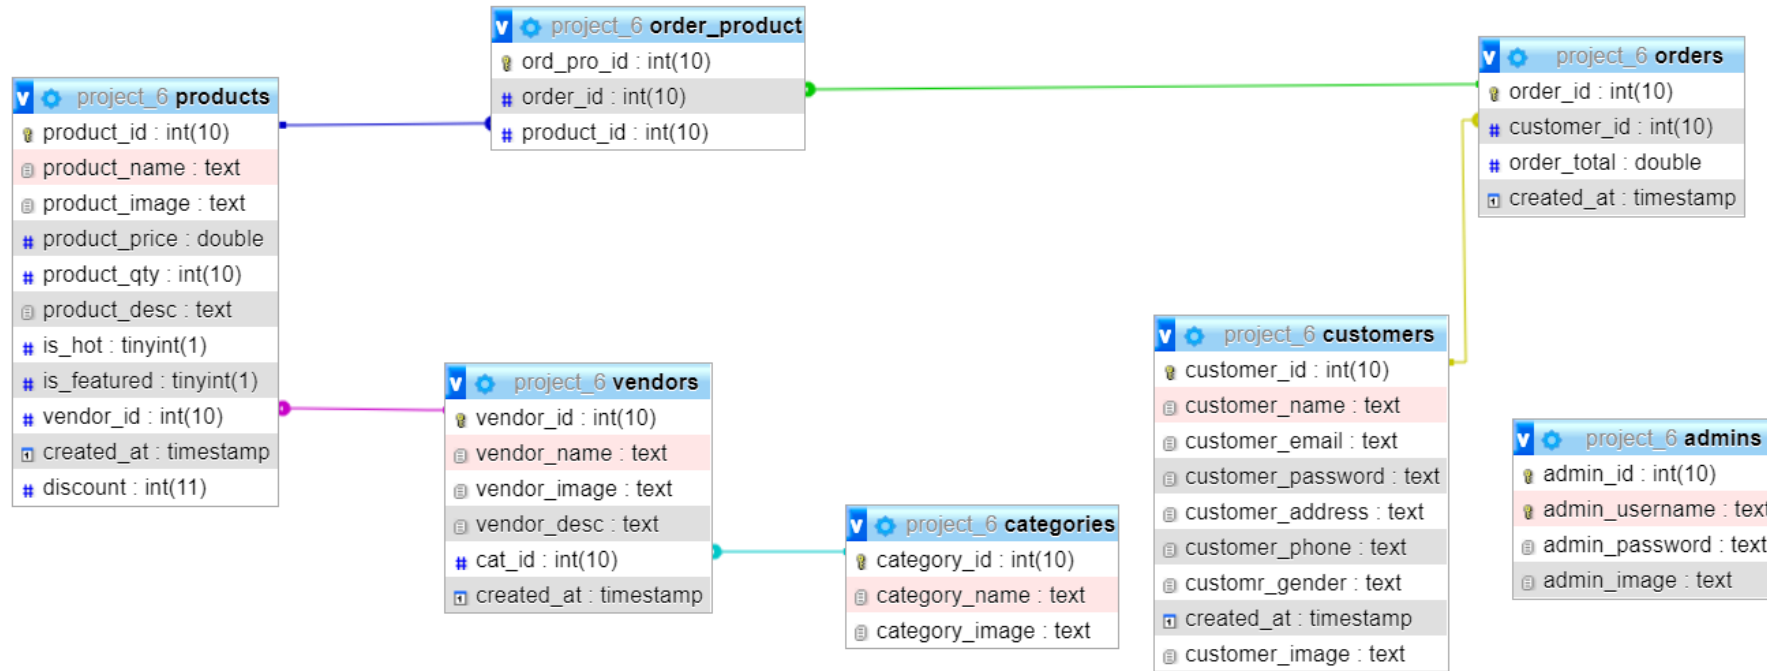 v project_6 order_product
ord_pro_id : int(10)
# order_id : int(10)
# product_id : int(10)
v project_6 orders
order_id : int(10)
# customer_id : int(10)
# order_total : double
created_at : timestamp
v project_6 products
product_id : int(10)
product_name : text
product_image : text
# product_price : double
# product_qty : int(10)
product_desc : text
# is_hot : tinyint(1)
# is_featured : tinyint(1)
# vendor_id : int(10)
created_at : timestamp
# discount : int(11)
v project_6 vendors
vendor_id : int(10)
vendor_name : text
vendor_image : text
vendor_desc : text
# cat_id : int(10)
created_at : timestamp
v project_6 categories
category_id : int(10)
category_name : text
category_image : text
v project_6 customers
customer_id : int(10)
customer_name : text
customer_email : text
customer_password : text
customer_address : text
customer_phone : text
customr_gender : text
created_at : timestamp
customer_image : text
v project_6 admins
admin_id : int(10)
admin_username : text
admin_password : text
admin_image : text